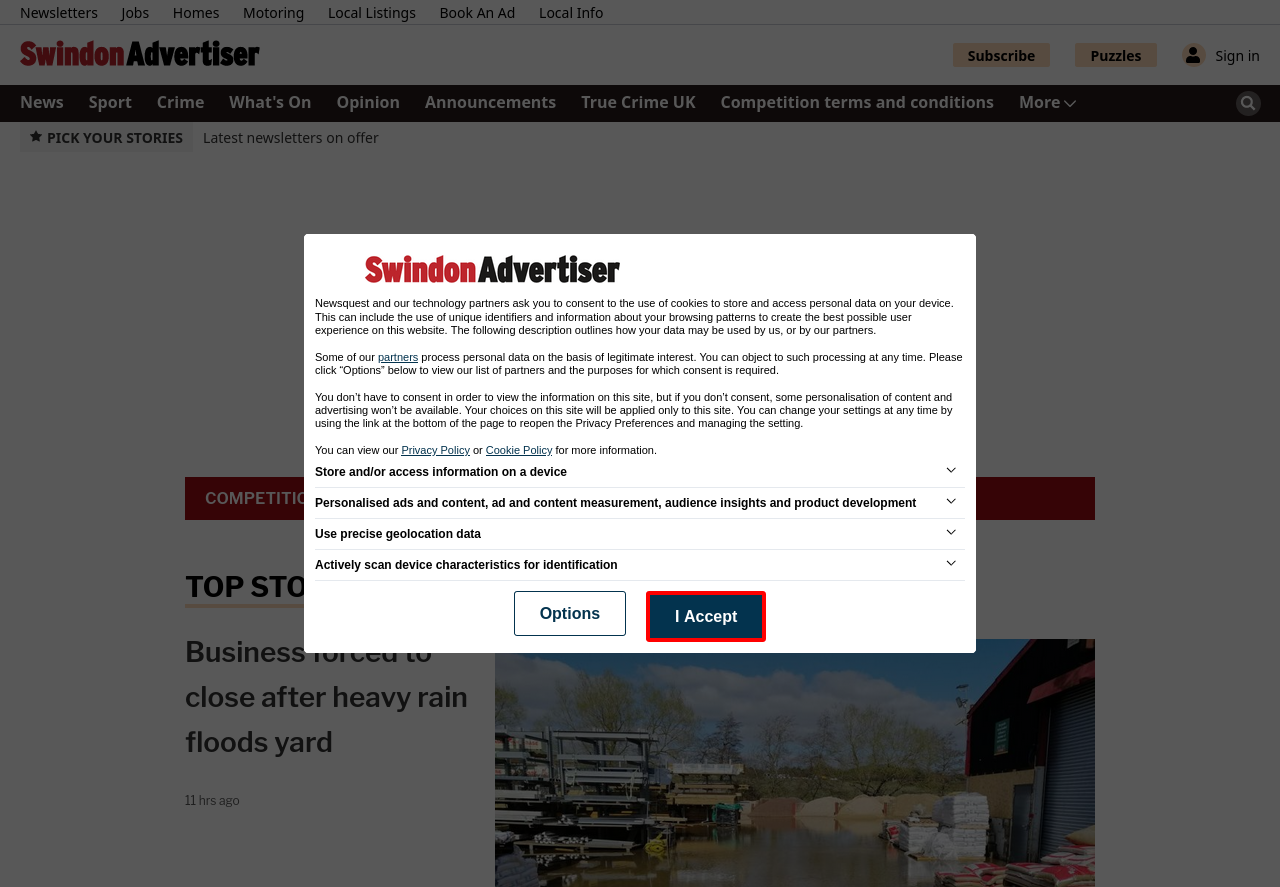 Newsletters Jobs Homes Motoring Local Listings Book An Ad Local Info
Swindon Advertiser Subscribe Puzzles Sign in
News Sport Crime What's On Opinion Announcements True Crime UK Competition terms and conditions More
PICK YOUR STORIES Latest newsletters on offer
Swindon Advertiser
Newsquest and our technology partners ask you to consent to the use of cookies to store and access personal data on your device.
This can include the use of unique identifiers and information about your browsing patterns to create the best possible user
experience on this website. The following description outlines how your data may be used by us, or by our partners.
Some of our partners process personal data on the basis of legitimate interest. You can object to such processing at any time. Please
click “Options” below to view our list of partners and the purposes for which consent is required.
You don’t have to consent in order to view the information on this site, but if you don’t consent, some personalisation of content and
advertising won’t be available. Your choices on this site will be applied only to this site. You can change your settings at any time by
using the link at the bottom of the page to reopen the Privacy Preferences and managing the setting.
You can view our Privacy Policy or Cookie Policy for more information.
Store and/or access information on a device
Personalised ads and content, ad and content measurement, audience insights and product development
Use precise geolocation data
Actively scan device characteristics for identification
Options I Accept
COMPETITIO
TOP STO
Business forced to
close after heavy rain
floods yard
11 hrs ago